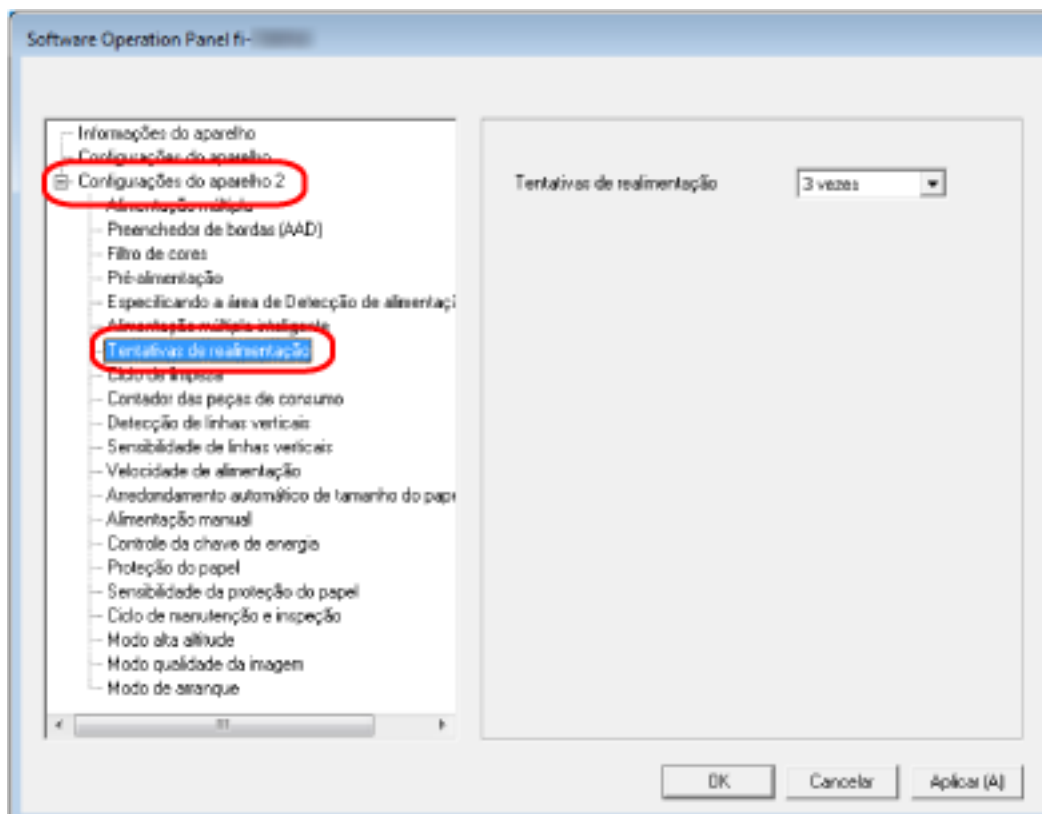 Software Operation Panel fi-
Informações do aparelho
Configurações do aparelho
Configurações do aparelho 2
Alimentação múltipla
Preenchedor de bordas (AAD)
Filtro de cores
Pré-alimentação
Especificando a área de Detecção de alimentaçã
Alimentação múltipla inteligente
Tentativas de realimentação
Ciclo de limpeza
Contador das peças de consumo
Detecção de linhas verticais
Sensibilidade de linhas verticais
Velocidade de alimentação
Arredondamento automático de tamanho do pape
Alimentação manual
Controle da chave de energia
Proteção do papel
Sensibilidade da proteção do papel
Ciclo de manutenção e inspeção
Modo alta altitude
Modo qualidade da imagem
Modo de arranque
Tentativas de realimentação 3 vezes
OK Cancelar Aplicar (A)